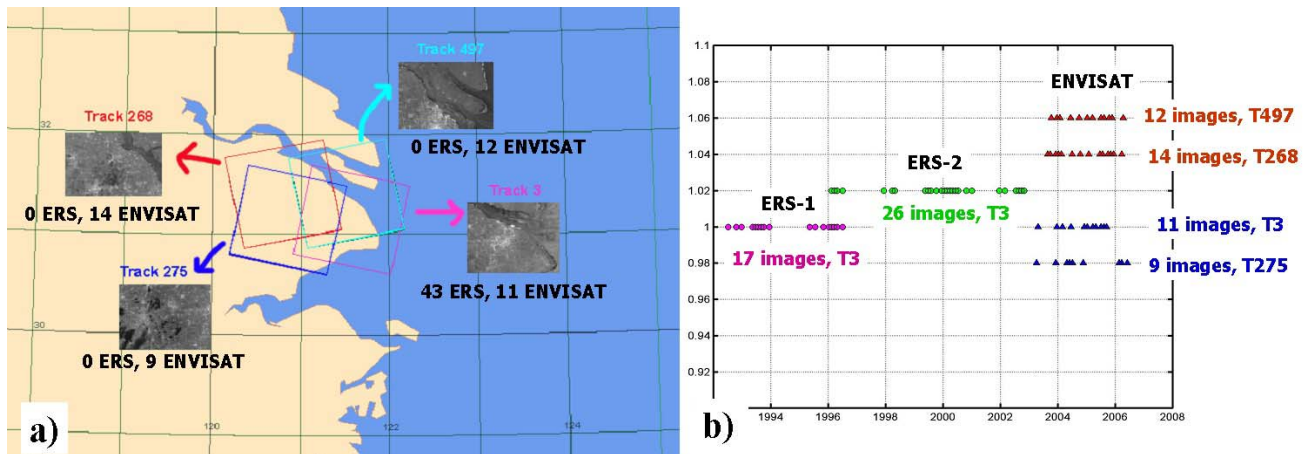 Track 497
0 ERS, 12 ENVISAT
Track 268
0 ERS, 14 ENVISAT
Track 3
43 ERS, 11 ENVISAT
Track 275
0 ERS, 9 ENVISAT
32
30
120
122
124
a)
1.1
1.08
1.06
1.04
1.02
1
0.98
0.96
0.94
0.92
ENVISAT
12 images, T497
14 images, T268
ERS-2
26 images, T3
ERS-1
17 images, T3
11 images, T3
9 images, T275
1994
1996
1998
2000
2002
2004
2006
2008
b)